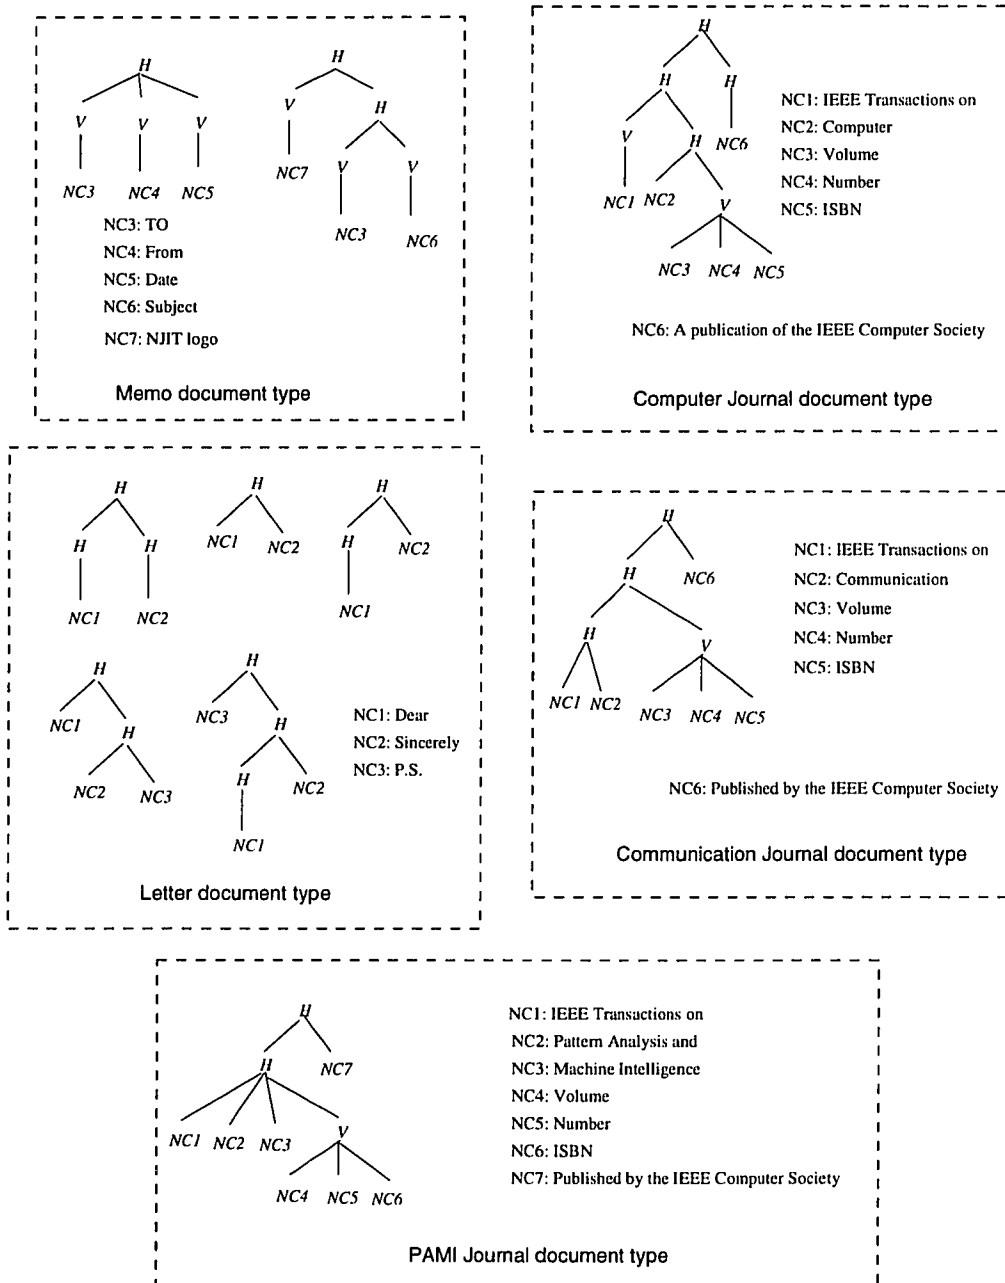 H
H
V
V
V
V
H
NC7
V
V
NC3
NC4
NC5
NC3
NC6
NC3: TO
NC4: From
NC5: Date
NC6: Subject
NC7: NJIT logo
Memo document type
H
H
H
V
H
NC6
NC1
NC2
V
NC3
NC4
NC5
NC1: IEEE Transactions on
NC2: Computer
NC3: Volume
NC4: Number
NC5: ISBN
NC6: A publication of the IEEE Computer Society
Computer Journal document type
H
H
H
NC1
NC2
H
NC1
NC2
H
H
NC2
NC1
H
NC1
H
NC2
NC3
H
NC3
H
H
NC2
NC1
NC1: Dear
NC2: Sincerely
NC3: P.S.
Letter document type
H
H
NC6
H
V
NC1
NC2
NC3
NC4
NC5
NC1: IEEE Transactions on
NC2: Communication
NC3: Volume
NC4: Number
NC5: ISBN
NC6: Published by the IEEE Computer Society
Communication Journal document type
H
H
NC7
NC1
NC2
NC3
V
NC4
NC5
NC6
NC1: IEEE Transactions on
NC2: Pattern Analysis and
NC3: Machine Intelligence
NC4: Volume
NC5: Number
NC6: ISBN
NC7: Published by the IEEE Computer Society
PAMI Journal document type